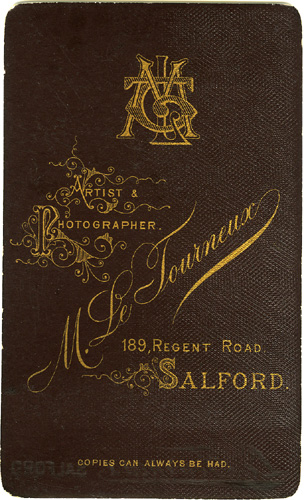 ARTIST &
PHOTOGRAPHER.
M. Le Tourneux
189, REGENT ROAD.
SALFORD.
COPIES CAN ALWAYS BE HAD.